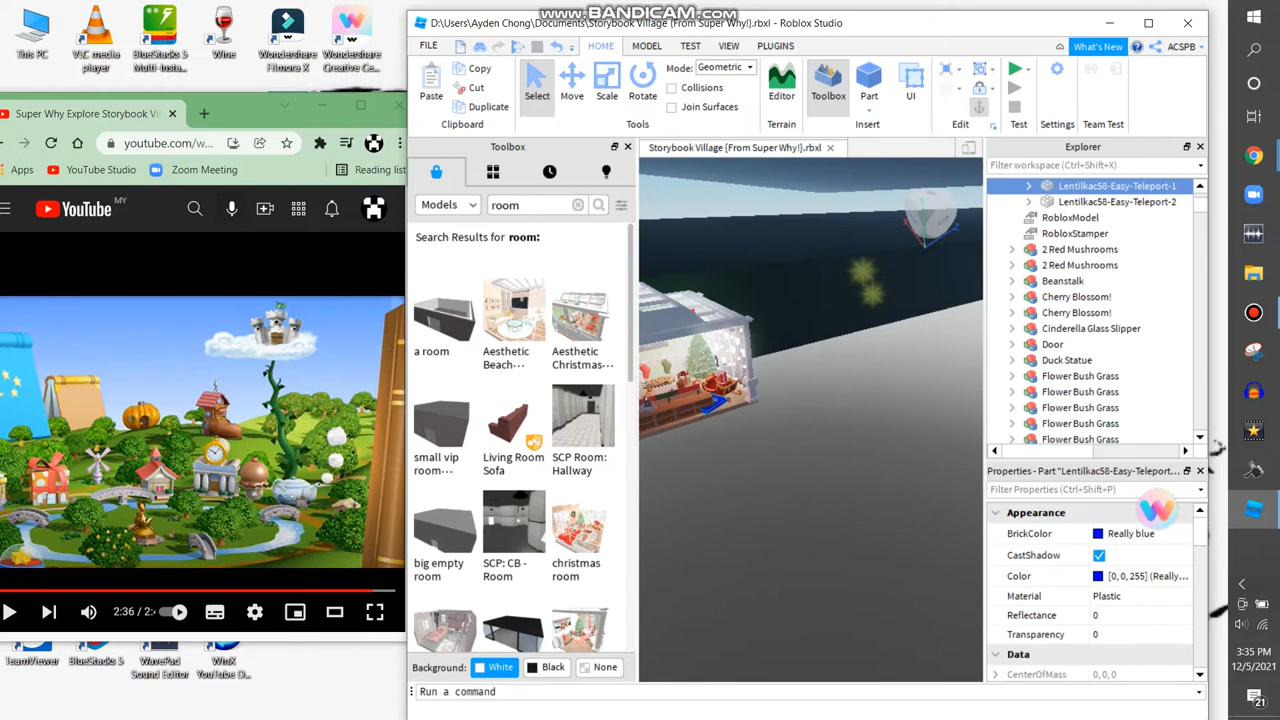 www.BANDICAM.com
D:\Users\Ayden Chong\Documents\Storybook Village {From Super Why!}.rbxl - Roblox Studio
This PC
VLC media player
BlueStacks 5 Multi-Insta...
Wine
Wondershare Filmora X
Wondershare Creative Ce...
FILE HOME MODEL TEST VIEW PLUGINS
What's New
ACSPB
Paste
Copy
Cut
Duplicate
Clipboard
Select
Move
Scale
Rotate
Mode: Geometric
Collisions
Join Surfaces
Tools
Editor
Terrain
Toolbox
Part
UI
Insert
Edit
Test
Settings
Team Test
Super Why Explore Storybook Vi
youtube.com/w...
Apps
YouTube Studio
Zoom Meeting
Reading list
YouTube MY
2:36 / 2:
TeamViewer
BlueStacks 5
WavePad Sound Editor
WinX YouTube D...
Toolbox
Models
room
Search Results for room:
a room
Aesthetic Beach...
Aesthetic Christmas...
small vip room...
Living Room Sofa
SCP Room: Hallway
big empty room
SCP: CB - Room
christmas room
Background: White Black None
Run a command
Storybook Village {From Super Why!}.rbxl
Explorer
Filter workspace (Ctrl+Shift+X)
Lentilkac58-Easy-Teleport-1
Lentilkac58-Easy-Teleport-2
RobloxModel
RobloxStamper
2 Red Mushrooms
2 Red Mushrooms
Beanstalk
Cherry Blossom!
Cherry Blossom!
Cinderella Glass Slipper
Door
Duck Statue
Flower Bush Grass
Flower Bush Grass
Flower Bush Grass
Flower Bush Grass
Flower Bush Grass
Properties - Part "Lentilkac58-Easy-Teleport...
Filter Properties (Ctrl+Shift+P)
Appearance
BrickColor Really blue
CastShadow
Color [0, 0, 255] (Really...
Material Plastic
Reflectance 0
Transparency 0
Data
CenterOfMass 0, 0, 0
3:35 PM
12/5/2021
21